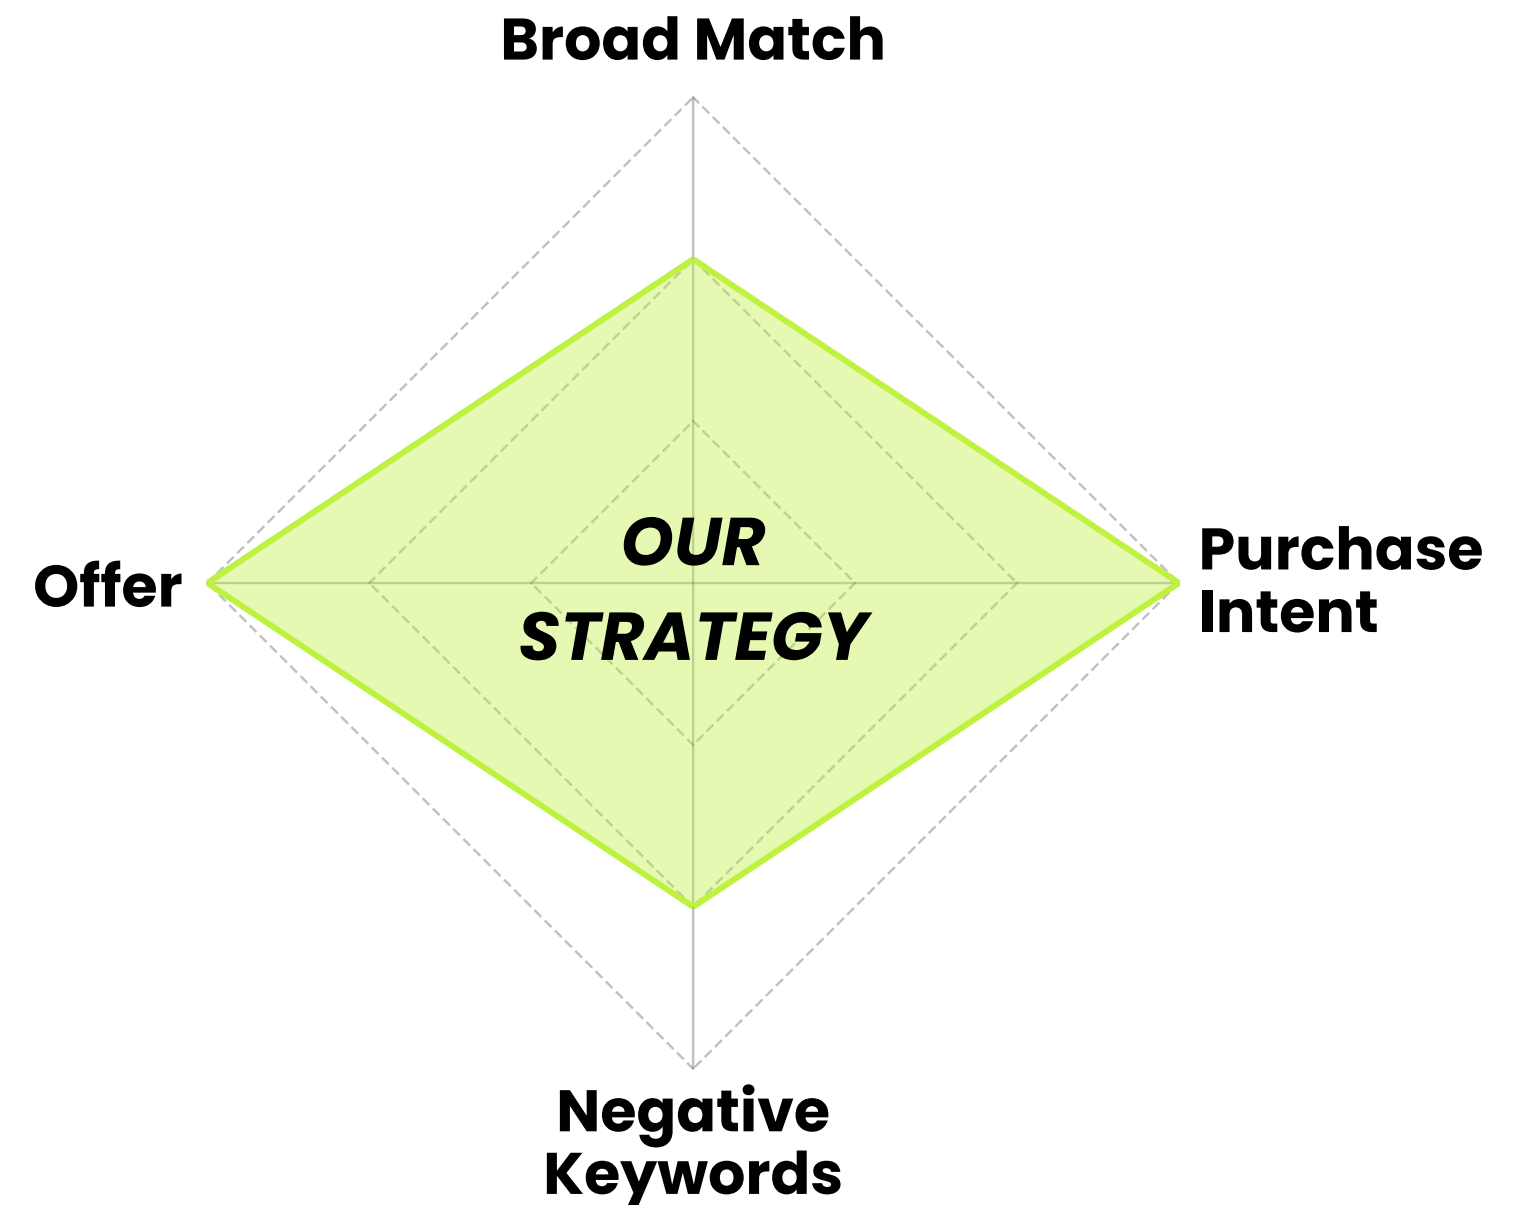 Broad Match
OUR
STRATEGY
Offer
Purchase
Intent
Negative
Keywords